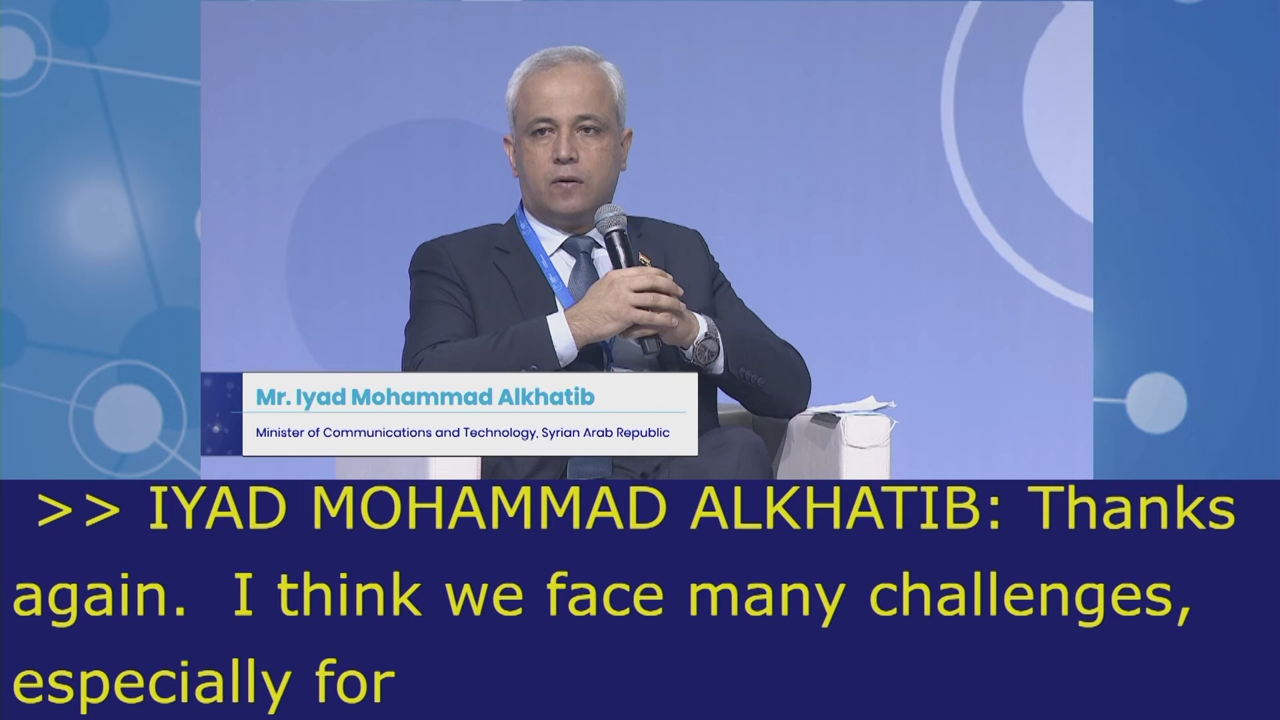 Mr. Iyad Mohammad Alkhatib
Minister of Communications and Technology, Syrian Arab Republic
>> IYAD MOHAMMAD ALKHATIB: Thanks
again.  I think we face many challenges,
especially for